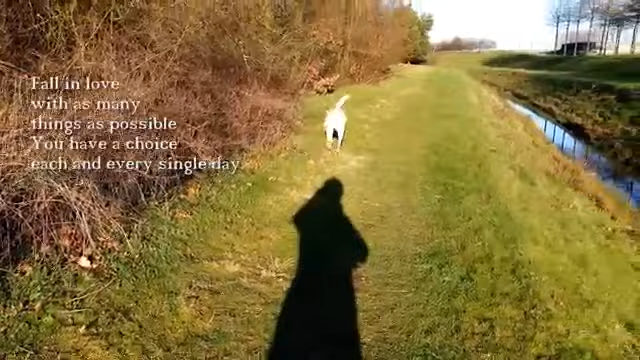 Fall in love
with as many
things as possible
You have a choice
each and every single day